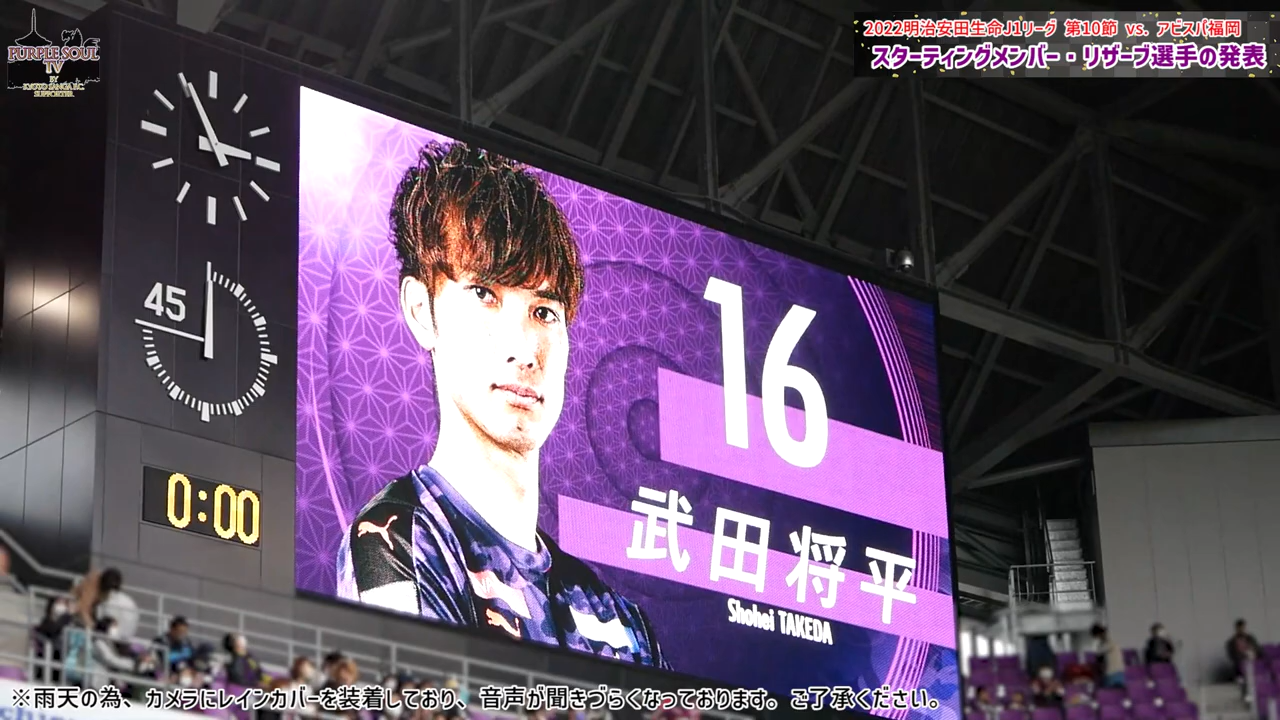 PURPLE SOUL
TV
BY
KYOTO SANGA F.C.
SUPPORTER
2022明治安田生命J1リーグ 第10節 vs. アビスパ福岡
スターティングメンバー・リザーブ選手の発表
45
0:00
16
武田将平
Shohei TAKEDA
※雨天の為、カメラにレインカバーを装着しており、音声が聞きづらくなっております。ご了承ください。